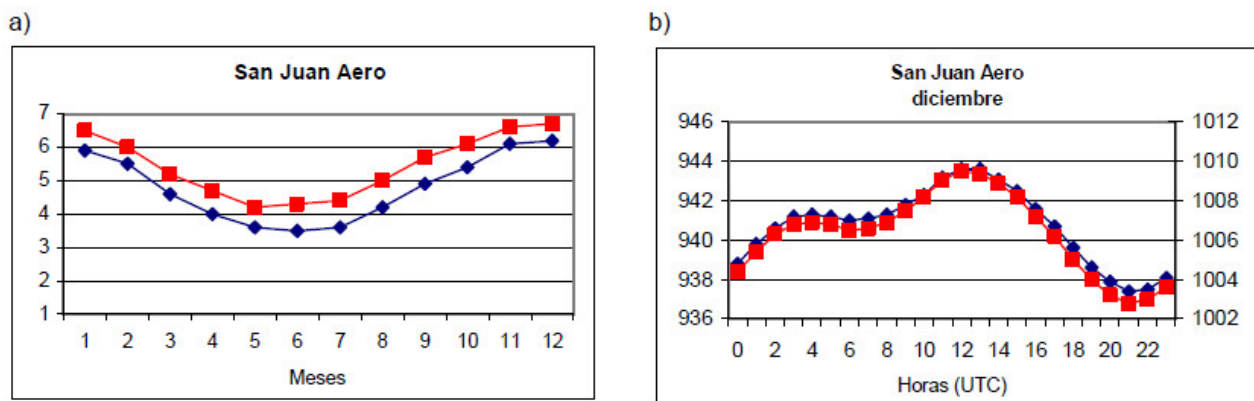 a)
San Juan Aero
7
6
5
4
3
2
1
1 2 3 4 5 6 7 8 9 10 11 12
Meses
b)
San Juan Aero
diciembre
946
944
942
940
938
936
1012
1010
1008
1006
1004
1002
0 2 4 6 8 10 12 14 16 18 20 22
Horas (UTC)